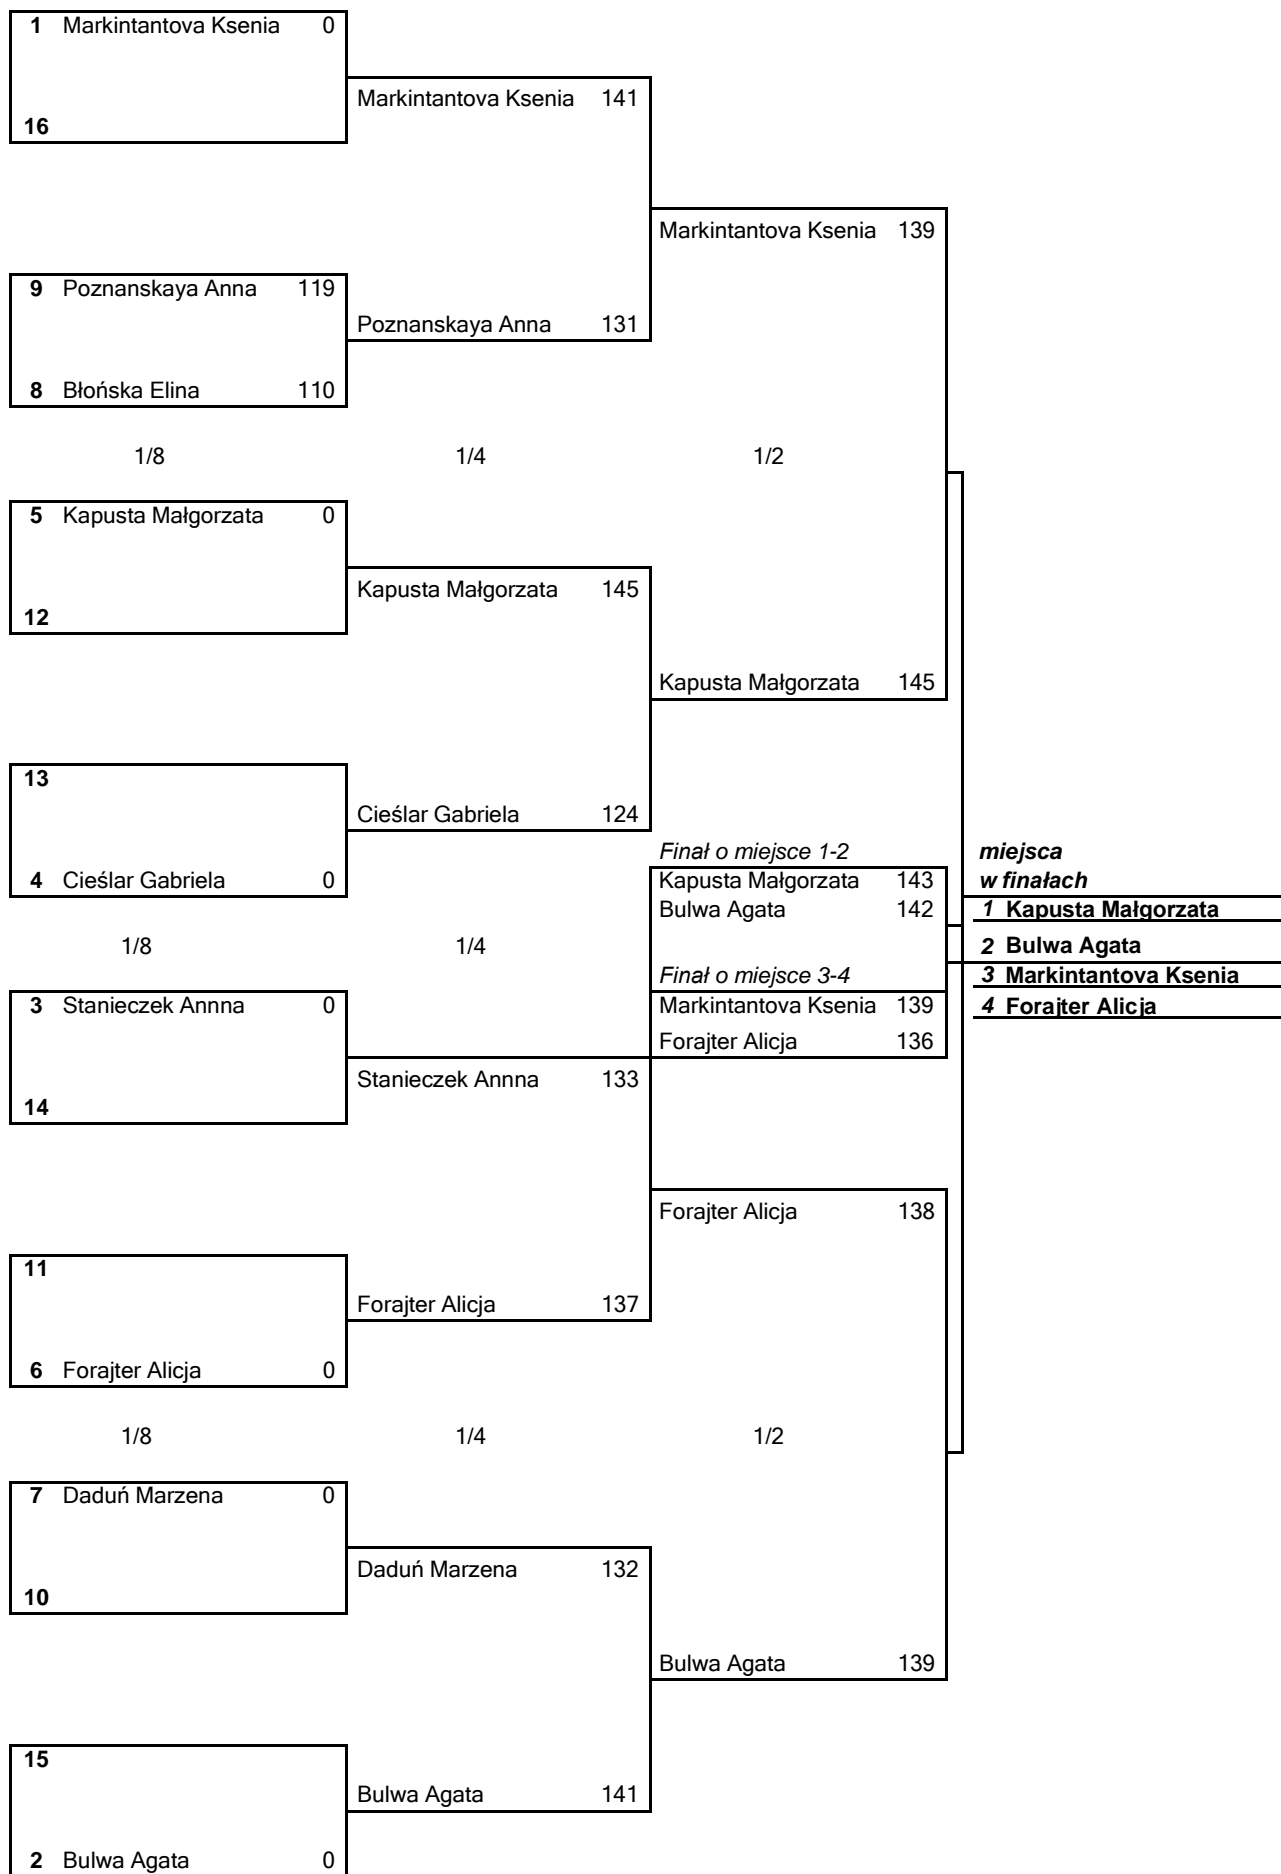 1 Markintantova Ksenia 0
Markintantova Ksenia 141
16
Markintantova Ksenia 139
9 Poznanskaya Anna 119
Poznanskaya Anna 131
8 Błońska Elina 110
1/8 1/4 1/2
5 Kapusta Małgorzata 0
Kapusta Małgorzata 145
12
Kapusta Małgorzata 145
13
Cieślar Gabriela 124
Finał o miejsce 1-2 miejsca
4 Cieślar Gabriela 0 Kapusta Małgorzata 143 w finałach
Bulwa Agata 142 1 Kapusta Małgorzata
1/8 1/4 2 Bulwa Agata
Finał o miejsce 3-4 3 Markintantova Ksenia
3 Stanieczek Annna 0 Markintantova Ksenia 139 4 Forajter Alicja
Forajter Alicja 136
Stanieczek Annna 133
14
Forajter Alicja 138
11
Forajter Alicja 137
6 Forajter Alicja 0
1/8 1/4 1/2
7 Daduń Marzena 0
Daduń Marzena 132
10
Bulwa Agata 139
15
Bulwa Agata 141
2 Bulwa Agata 0